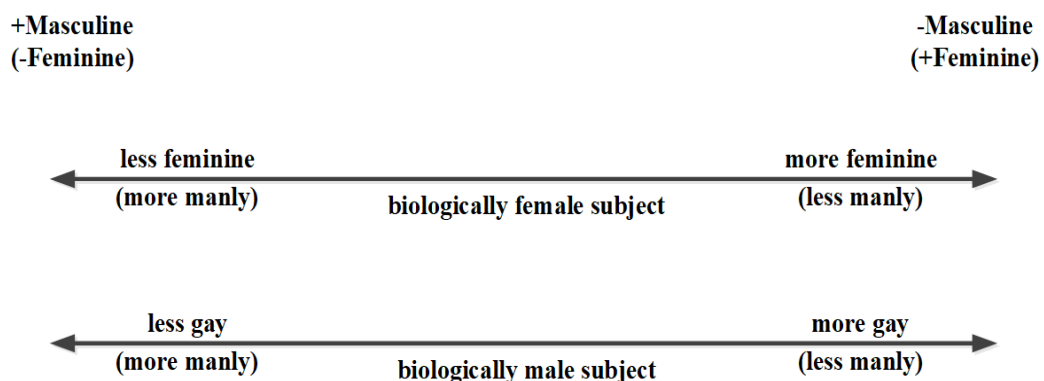 +Masculine
(-Feminine)
-Masculine
(+Feminine)
less feminine
(more manly)
biologically female subject
more feminine
(less manly)
less gay
(more manly)
biologically male subject
more gay
(less manly)